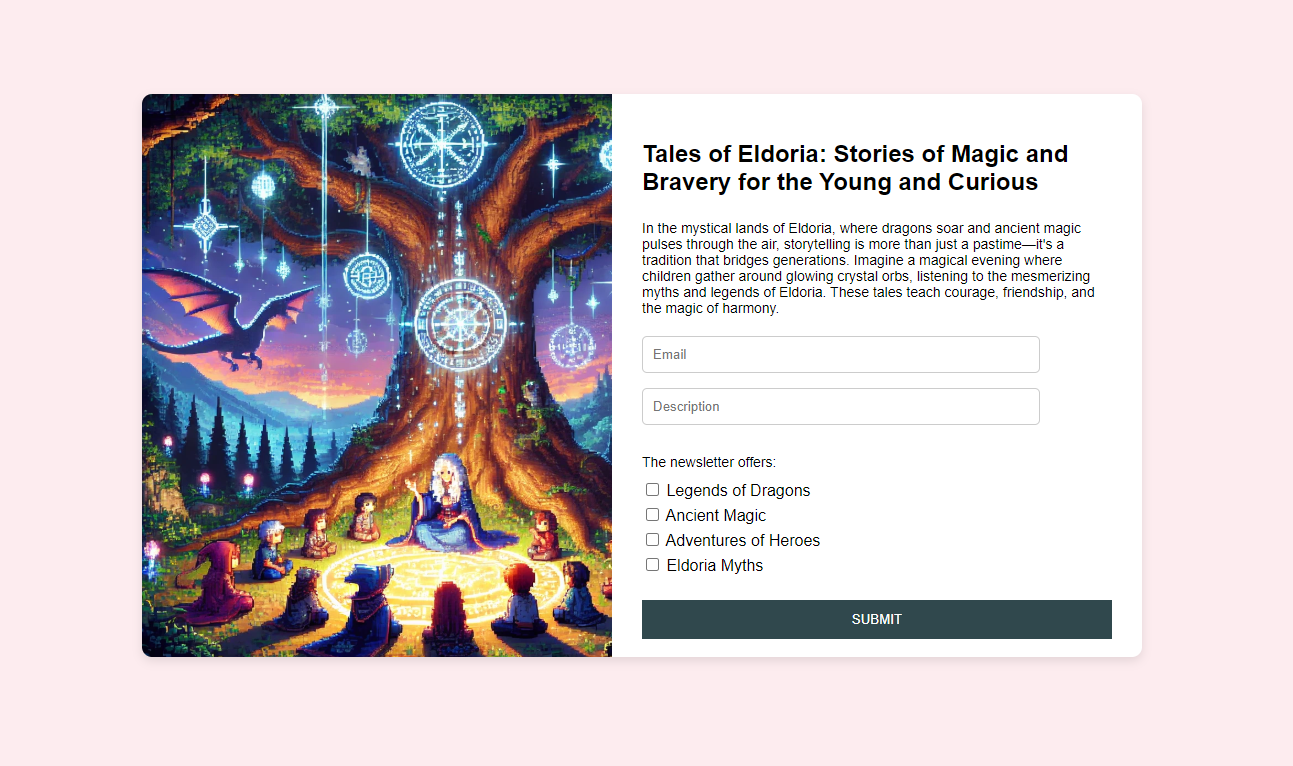 Tales of Eldoria: Stories of Magic and
Bravery for the Young and Curious
In the mystical lands of Eldoria, where dragons soar and ancient magic
pulses through the air, storytelling is more than just a pastime—it's a
tradition that bridges generations. Imagine a magical evening where
children gather around glowing crystal orbs, listening to the mesmerizing
myths and legends of Eldoria. These tales teach courage, friendship, and
the magic of harmony.
Email
Description
The newsletter offers:
Legends of Dragons
Ancient Magic
Adventures of Heroes
Eldoria Myths
SUBMIT